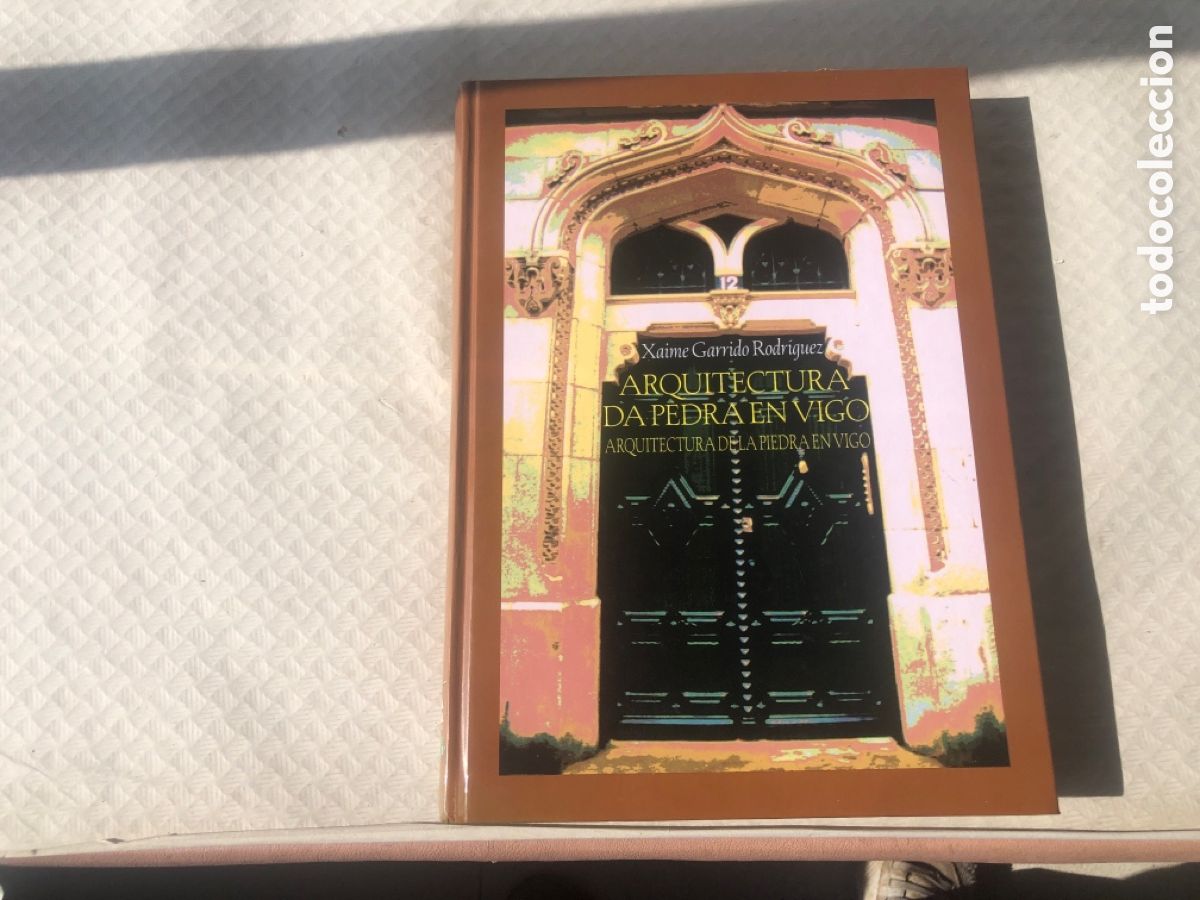 todocoleccion
12
Xaime Garrido Rodríguez
ARQUITECTURA
DA PEDRA EN VIGO
ARQUITECTURA DE LA PIEDRA EN VIGO